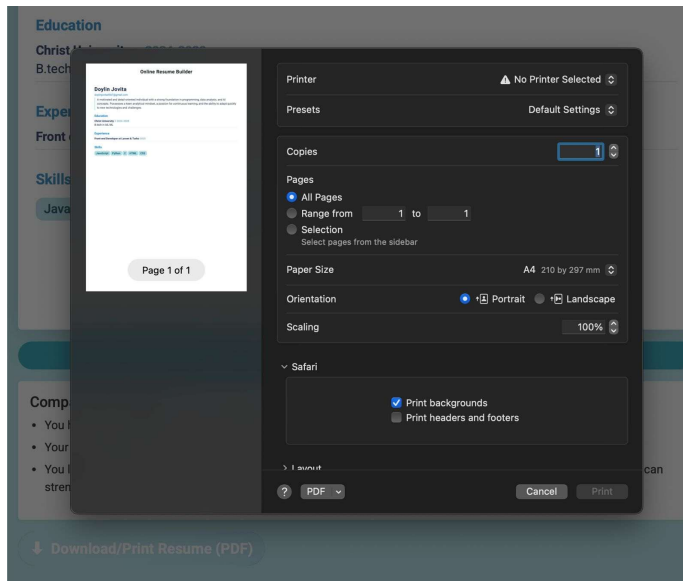 Education
Christ
B.tech
Exper
Front
Skills
Java
Comp
• You
• Your
• You
stren
can
Download/Print Resume (PDF)
Online Resume Builder
Doylin Jovita
Education
Experience
Skills
Page 1 of 1
Printer
No Printer Selected
Presets
Default Settings
Copies
1
Pages
All Pages
Range from 1 to 1
Selection
Select pages from the sidebar
Paper Size
A4 210 by 297 mm
Orientation
Portrait Landscape
Scaling
100%
Safari
Print backgrounds
Print headers and footers
Layout
? PDF
Cancel Print